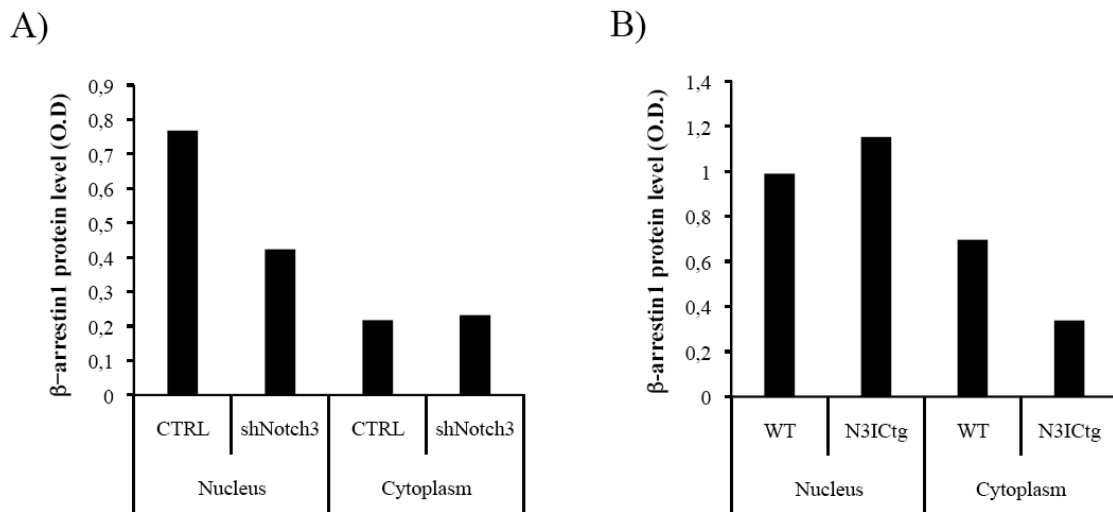 A)
β−arrestin1 protein level (O.D)
0,9
0,8
0,7
0,6
0,5
0,4
0,3
0,2
0,1
0
CTRL shNotch3 CTRL shNotch3
Nucleus Cytoplasm
B)
β-arrestin1 protein level (O.D.)
1,4
1,2
1
0,8
0,6
0,4
0,2
0
WT N3ICtg WT N3ICtg
Nucleus Cytoplasm